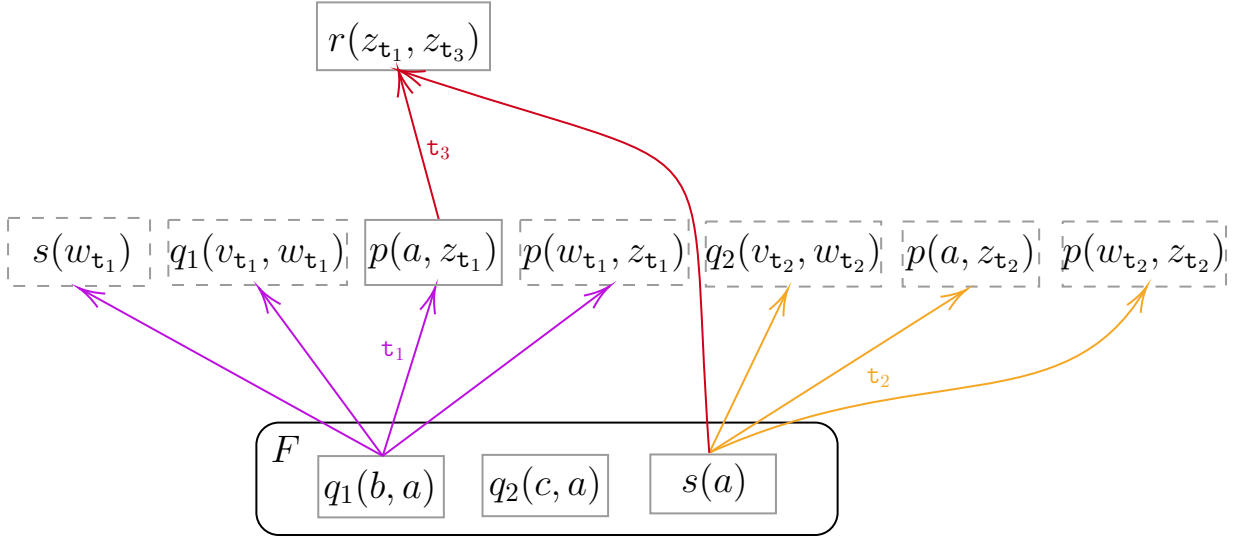 r(z_{t_1}, z_{t_3})
t_3
s(w_{t_1}) q_1(v_{t_1}, w_{t_1}) p(a, z_{t_1}) p(w_{t_1}, z_{t_1}) q_2(v_{t_2}, w_{t_2}) p(a, z_{t_2}) p(w_{t_2}, z_{t_2})
t_1 t_2
F
q_1(b, a) q_2(c, a) s(a)